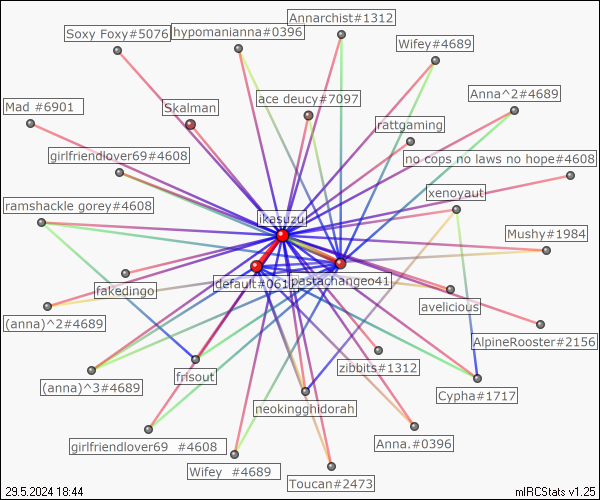 Annarchist#1312
Soxy Foxy#5076
hypomanianna#0396
Wifey#4689
Anna^2#4689
ace deucy#7097
Mad #6901
Skalman
rattgaming
girlfriendlover69#4608
no cops no laws no hope#4608
xenoyaut
ramshackle gorey#4608
ikasuzu
Mushy#1984
default#061
pastachangeo41
fakedingo
avelicious
(anna)^2#4689
AlpineRooster#2156
zibbits#1312
frisout
(anna)^3#4689
Cypha#1717
neokingghidorah
girlfriendlover69 #4608
Anna.#0396
Wifey #4689
Toucan#2473
29.5.2024 18:44
mIRCStats v1.25